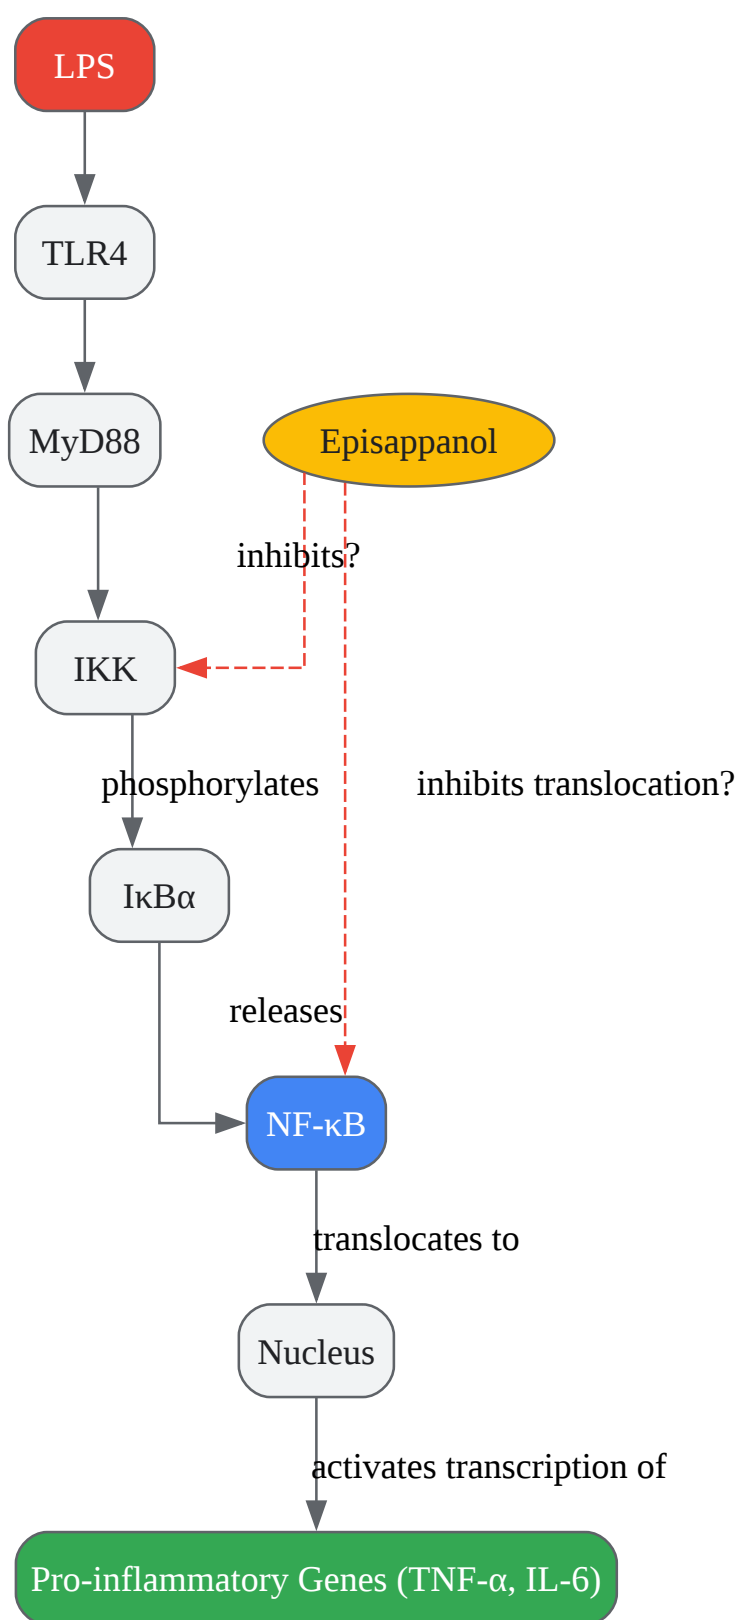 LPS
TLR4
MyD88
Episappanol
inhibits?
IKK
phosphorylates
inhibits translocation?
IκBα
releases
NF-κB
translocates to
Nucleus
activates transcription of
Pro-inflammatory Genes (TNF-α, IL-6)